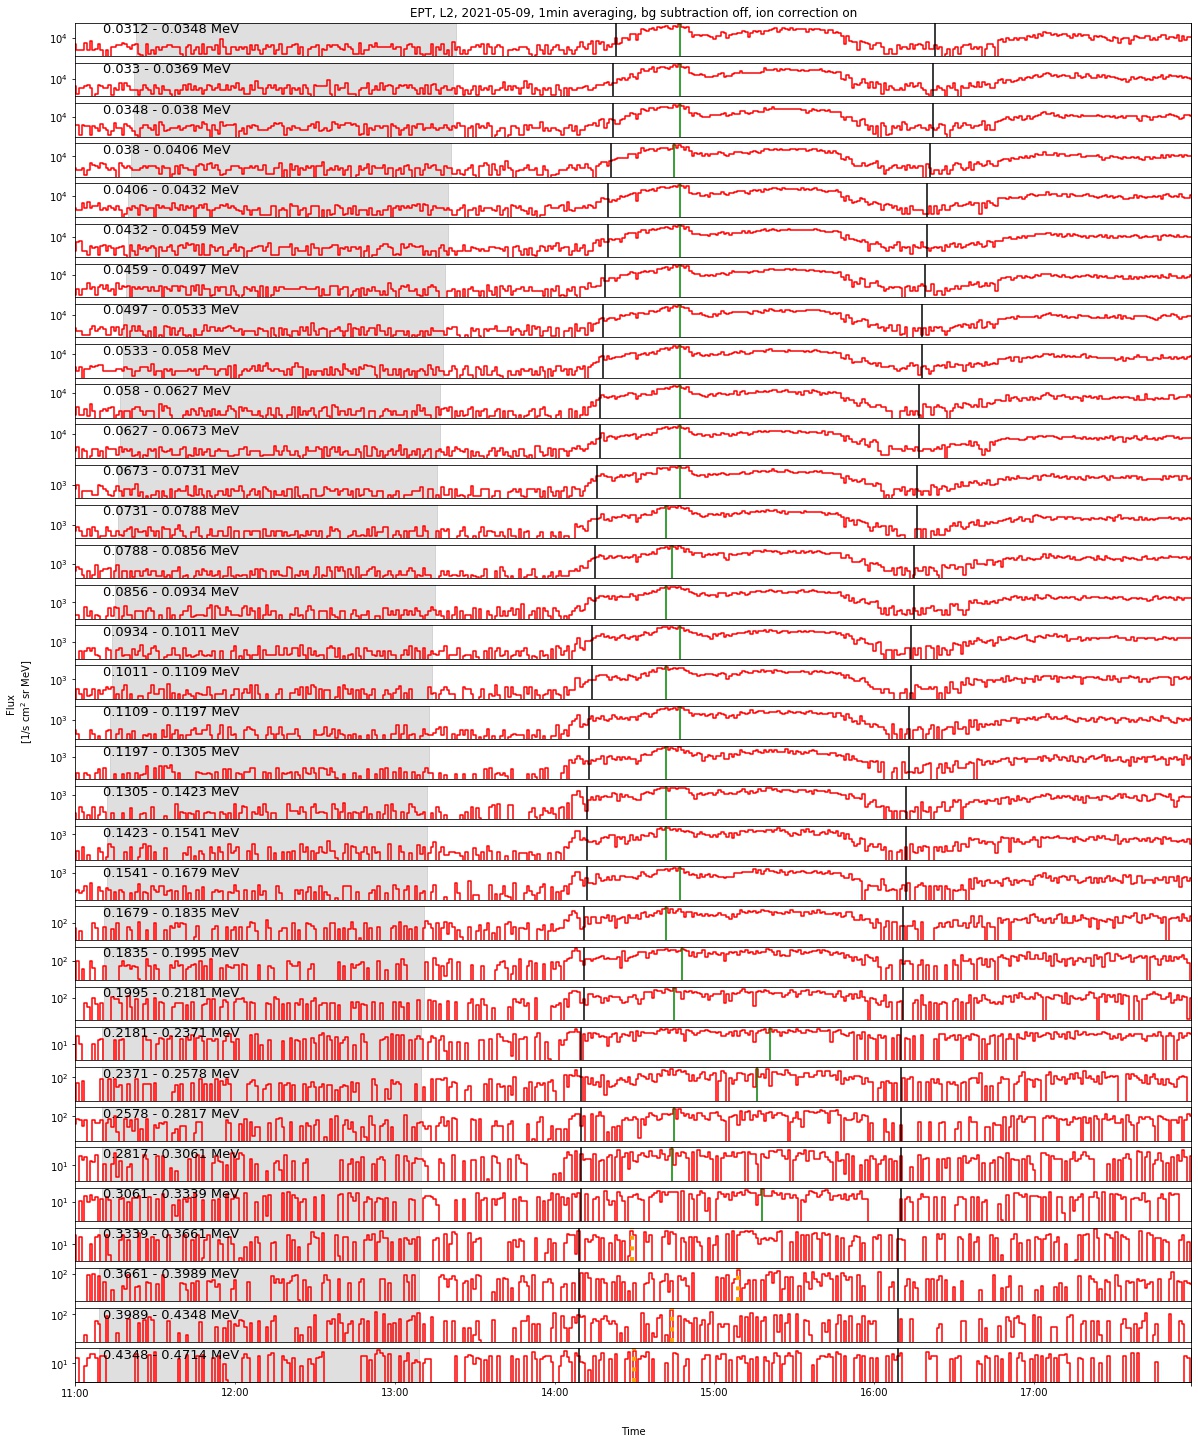 EPT, L2, 2021-05-09, 1min averaging, bg subtraction off, ion correction on
10⁴
0.0312 - 0.0348 MeV
10⁴
0.033 - 0.0369 MeV
10⁴
0.0348 - 0.038 MeV
10⁴
0.038 - 0.0406 MeV
10⁴
0.0406 - 0.0432 MeV
10⁴
0.0432 - 0.0459 MeV
10⁴
0.0459 - 0.0497 MeV
10⁴
0.0497 - 0.0533 MeV
10⁴
0.0533 - 0.058 MeV
10⁴
0.058 - 0.0627 MeV
10⁴
0.0627 - 0.0673 MeV
10³
0.0673 - 0.0731 MeV
10³
0.0731 - 0.0788 MeV
10³
0.0788 - 0.0856 MeV
10³
0.0856 - 0.0934 MeV
10³
0.0934 - 0.1011 MeV
10³
0.1011 - 0.1109 MeV
10³
0.1109 - 0.1197 MeV
10³
0.1197 - 0.1305 MeV
10³
0.1305 - 0.1423 MeV
10³
0.1423 - 0.1541 MeV
10³
0.1541 - 0.1679 MeV
10²
0.1679 - 0.1835 MeV
10²
0.1835 - 0.1995 MeV
10²
0.1995 - 0.2181 MeV
10¹
0.2181 - 0.2371 MeV
10²
0.2371 - 0.2578 MeV
10²
0.2578 - 0.2817 MeV
10¹
0.2817 - 0.3061 MeV
10¹
0.3061 - 0.3339 MeV
10¹
0.3339 - 0.3661 MeV
10²
0.3661 - 0.3989 MeV
10²
0.3989 - 0.4348 MeV
10¹
0.4348 - 0.4714 MeV
Flux
[1/s cm² sr MeV]
11:00 12:00 13:00 14:00 15:00 16:00 17:00
Time